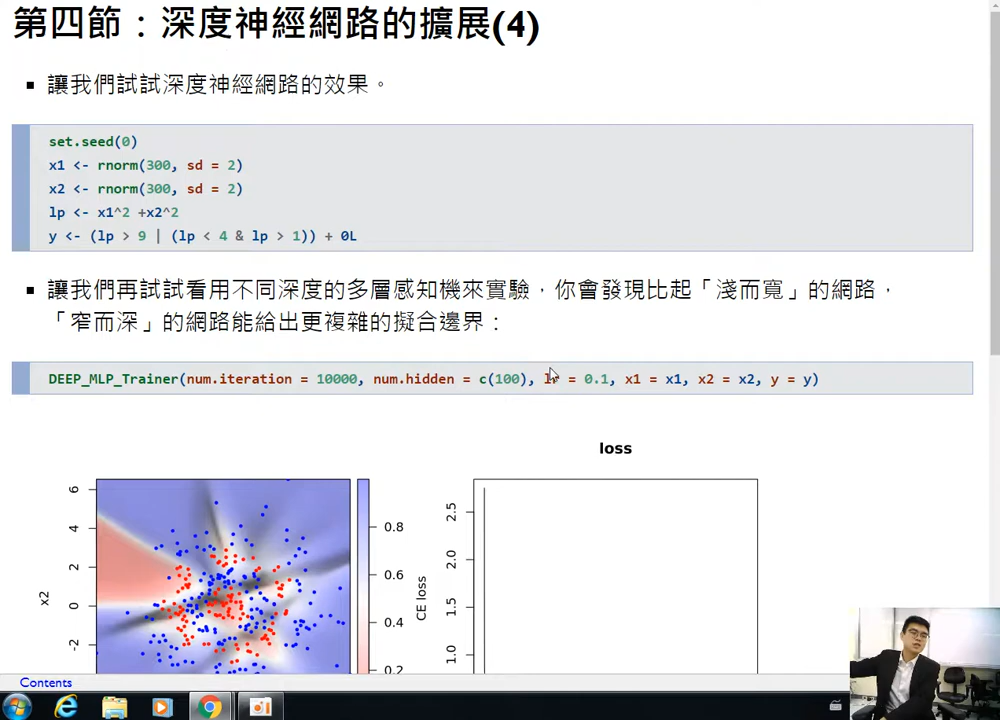 第四節：深度神經網路的擴展(4)
▪ 讓我們試試深度神經網路的效果。
set.seed(0)
x1 <- rnorm(300, sd = 2)
x2 <- rnorm(300, sd = 2)
lp <- x1^2 +x2^2
y <- (lp > 9 | (lp < 4 & lp > 1)) + 0L
▪ 讓我們再試試看用不同深度的多層感知機來實驗，你會發現比起「淺而寬」的網路，
「窄而深」的網路能給出更複雜的擬合邊界：
DEEP_MLP_Trainer(num.iteration = 10000, num.hidden = c(100), lr = 0.1, x1 = x1, x2 = x2, y = y)
loss
6
4
2
0
-2
x2
0.8
0.6
0.4
0.2
CE loss
2.5
2.0
1.5
1.0
Contents